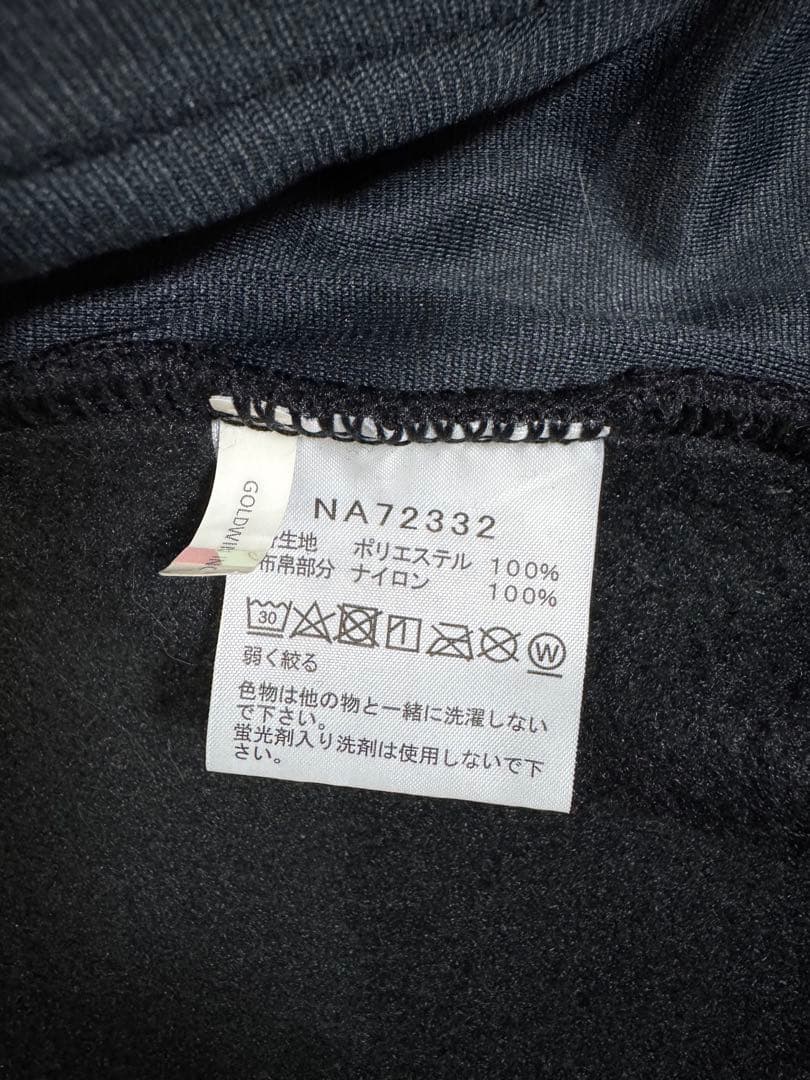 GOLDWIN INC
NA72332
生地 ポリエステル 100%
布帛部分 ナイロン 100%
30 W
弱く絞る
色物は他の物と一緒に洗濯しない
で下さい。
蛍光剤入り洗剤は使用しないで下
さい。